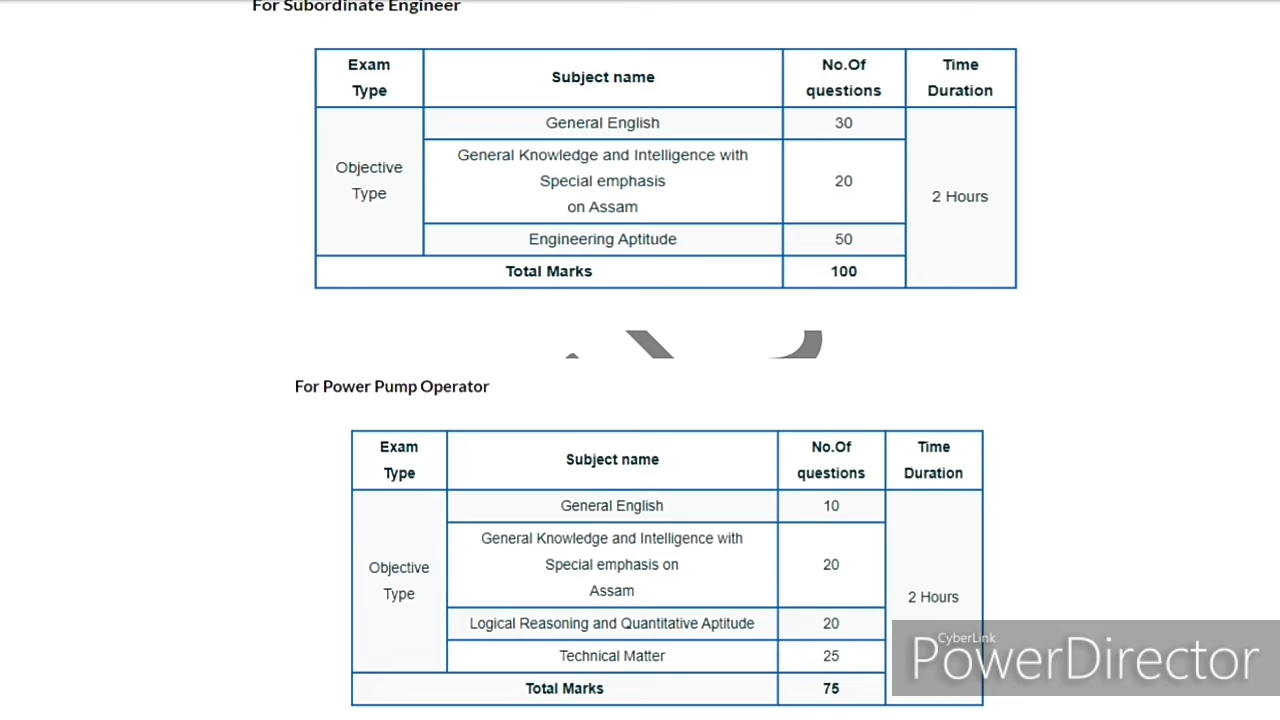 For Subordinate Engineer
Exam Type
Subject name
No.Of questions
Time Duration
Objective Type
General English
30
2 Hours
General Knowledge and Intelligence with
Special emphasis
on Assam
20
Engineering Aptitude
50
Total Marks
100
For Power Pump Operator
Exam Type
Subject name
No.Of questions
Time Duration
Objective Type
General English
10
2 Hours
General Knowledge and Intelligence with
Special emphasis on
Assam
20
Logical Reasoning and Quantitative Aptitude
20
Technical Matter
25
Total Marks
75
CyberLink
PowerDirector